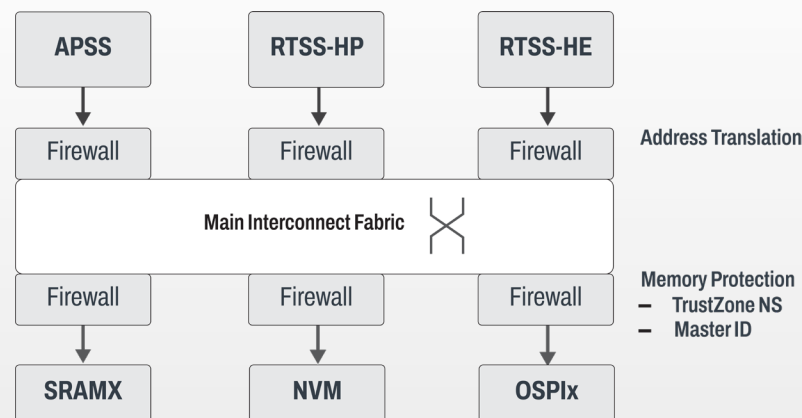 APSS
RTSS-HP
RTSS-HE
Firewall
Firewall
Firewall
Address Translation
Main Interconnect Fabric
Firewall
Firewall
Firewall
Memory Protection
– TrustZone NS
– Master ID
SRAMX
NVM
OSPIx